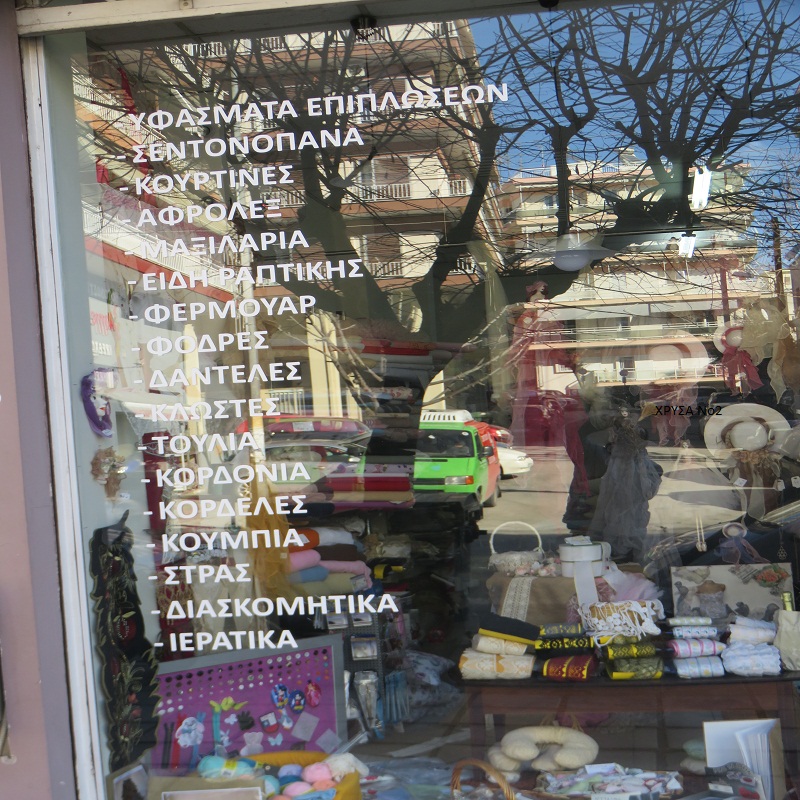 ΥΦΑΣΜΑΤΑ ΕΠΙΠΛΩΣΕΩΝ
-ΣΕΝΤΟΝΟΠΑΝΑ
-ΚΟΥΡΤΙΝΕΣ
-ΑΦΡΟΛΕΞ
-ΜΑΞΙΛΑΡΙΑ
-ΕΙΔΗ ΡΑΠΤΙΚΗΣ
-ΦΕΡΜΟΥΑΡ
-ΦΟΔΡΕΣ
-ΔΑΝΤΕΛΕΣ
-ΚΛΩΣΤΕΣ
-ΤΟΥΛΙΑ
-ΚΟΡΔΟΝΙΑ
-ΚΟΡΔΕΛΕΣ
-ΚΟΥΜΠΙΑ
-ΣΤΡΑΣ
-ΔΙΑΣΚΟΜΗΤΙΚΑ
-ΙΕΡΑΤΙΚΑ
ΧΡΥΣΑ Νο2